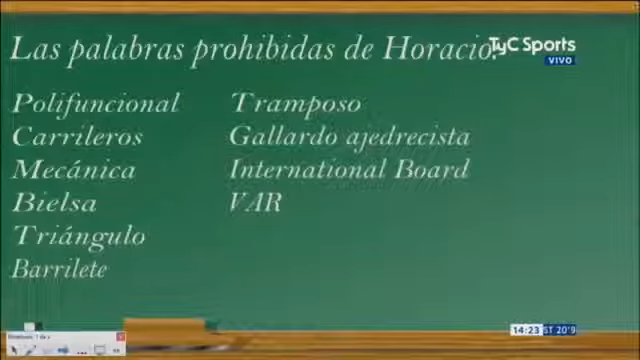 Las palabras prohibidas de Horacio.
TyC Sports
VIVO
Polifuncional
Carrileros
Mecánica
Bielsa
Triángulo
Barrilete
Tramposo
Gallardo ajedrecista
International Board
VAR
14:23 ST 20°9